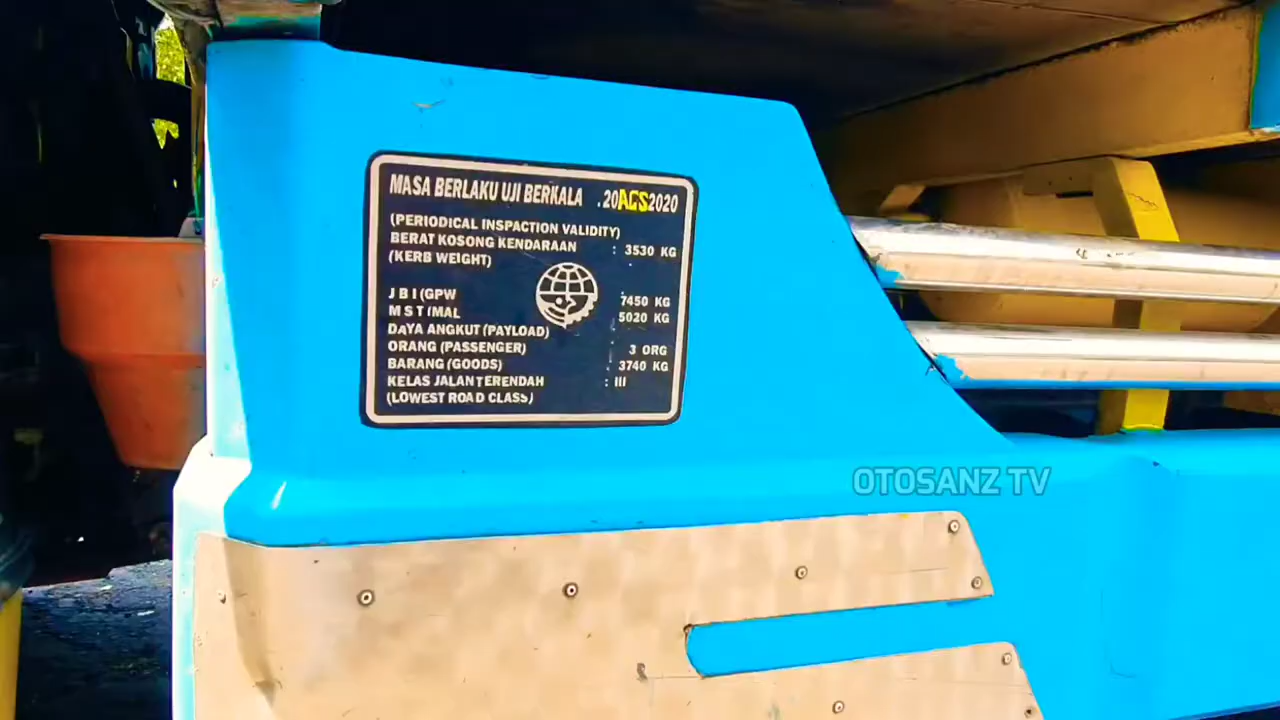 MASA BERLAKU UJI BERKALA . 20AGS2020
(PERIODICAL INSPACTION VALIDITY)
BERAT KOSONG KENDARAAN : 3530 KG
(KERB WEIGHT)
J B I (GPW : 7450 KG
M S T IMAL 5020 KG
DAYA ANGKUT (PAYLOAD)
ORANG (PASSENGER) : 3 ORG
BARANG (GOODS) : 3740 KG
KELAS JALAN TERENDAH : III
(LOWEST ROAD CLASS)
OTOSANZ TV